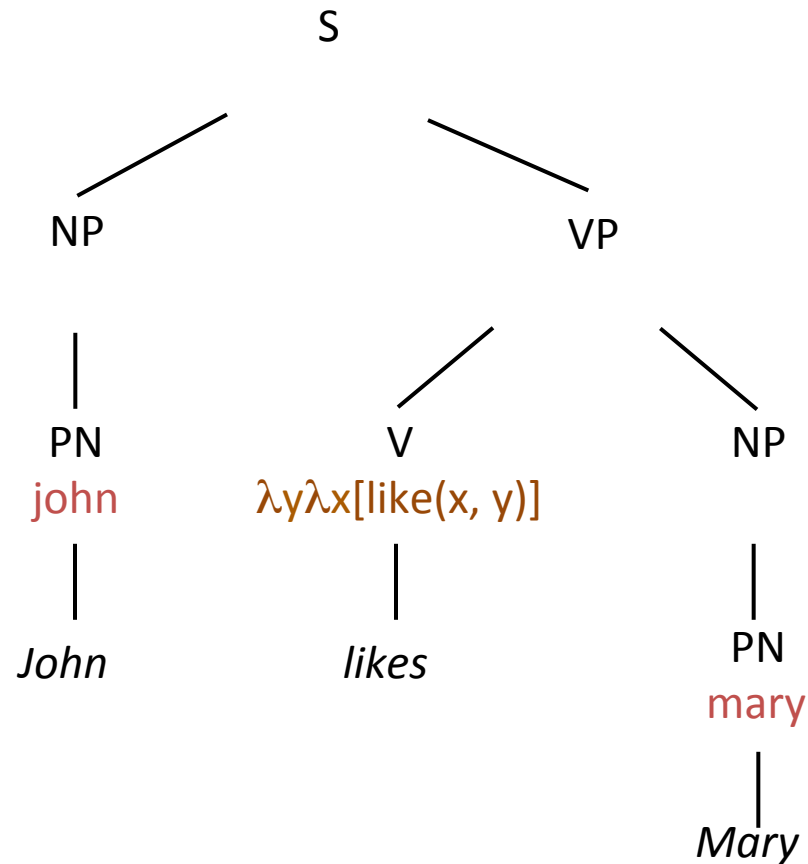 S
NP VP
PN V NP
john λyλx[like(x, y)]
John likes PN
mary
Mary